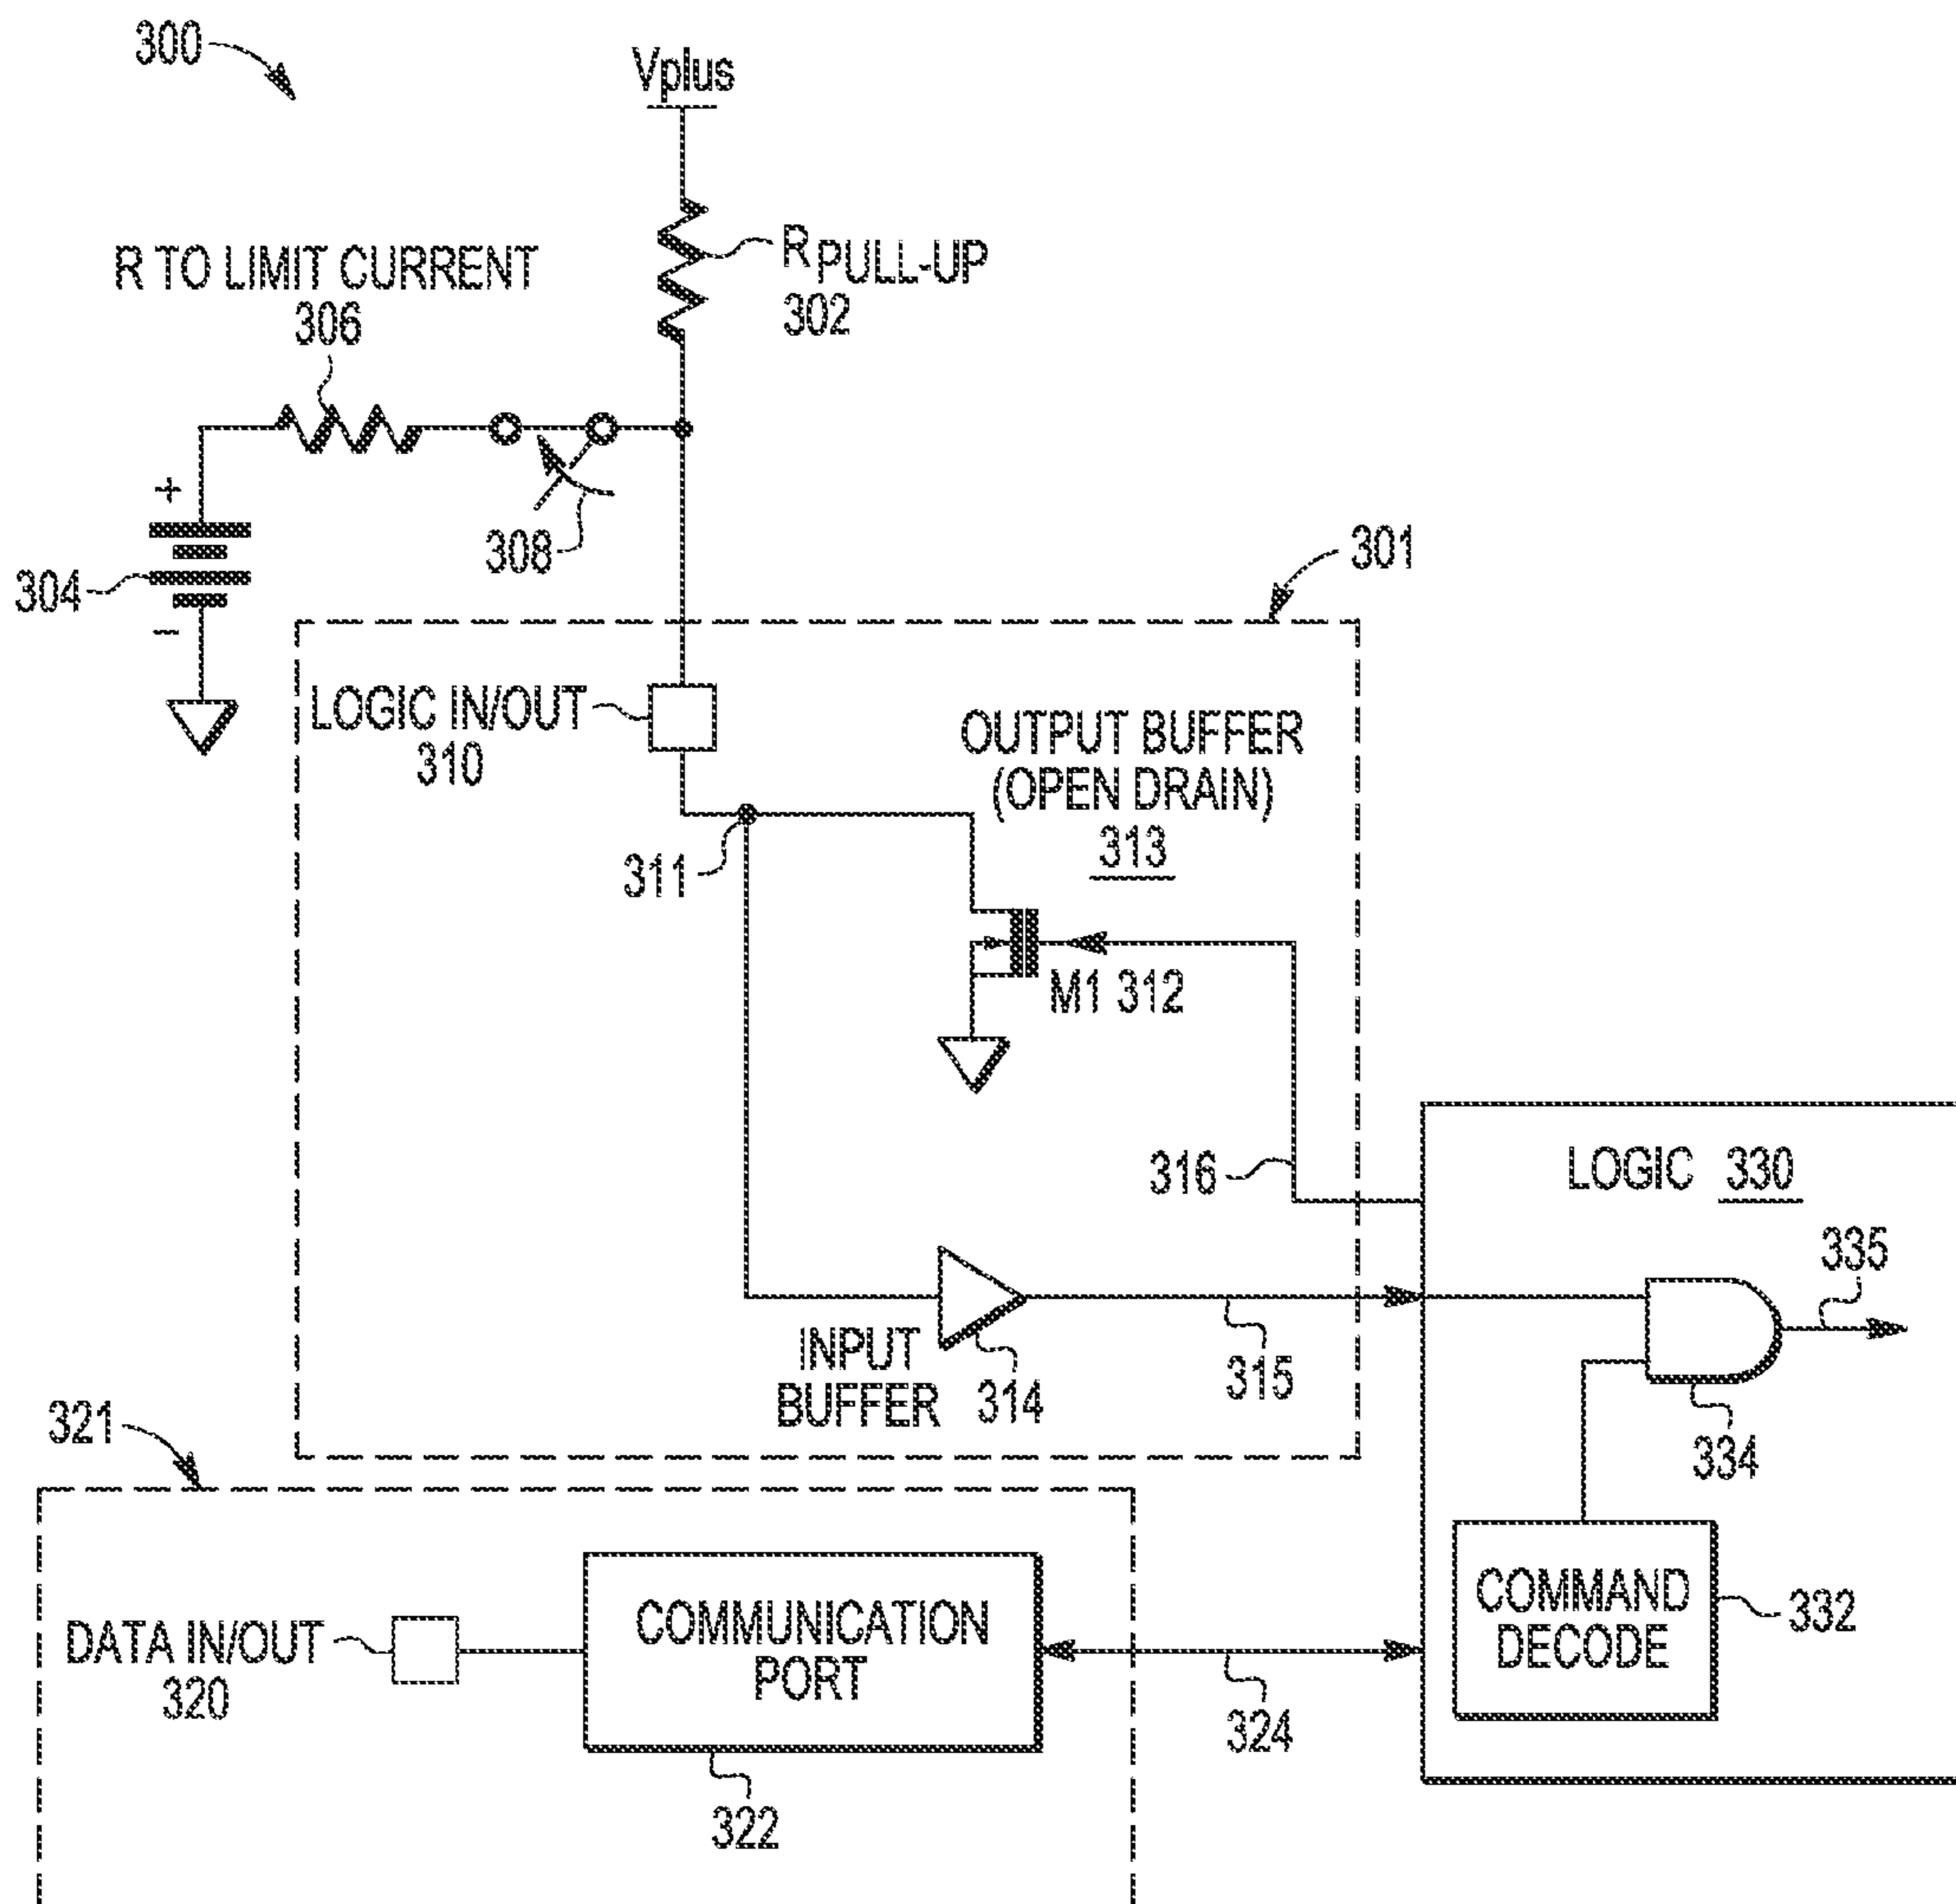 300
Vplus
R PULL-UP
302
R TO LIMIT CURRENT
306
+
308
304
−
301
LOGIC IN/OUT
310
OUTPUT BUFFER
(OPEN DRAIN)
313
311
M1 312
316
LOGIC 330
335
INPUT
BUFFER
314
315
334
321
COMMAND
DECODE
332
DATA IN/OUT
320
COMMUNICATION
PORT
324
322